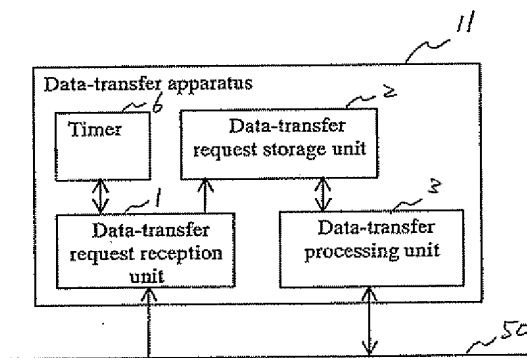 11
Data-transfer apparatus
6
Timer
2
Data-transfer
request storage unit
1
Data-transfer
request reception
unit
3
Data-transfer
processing unit
50